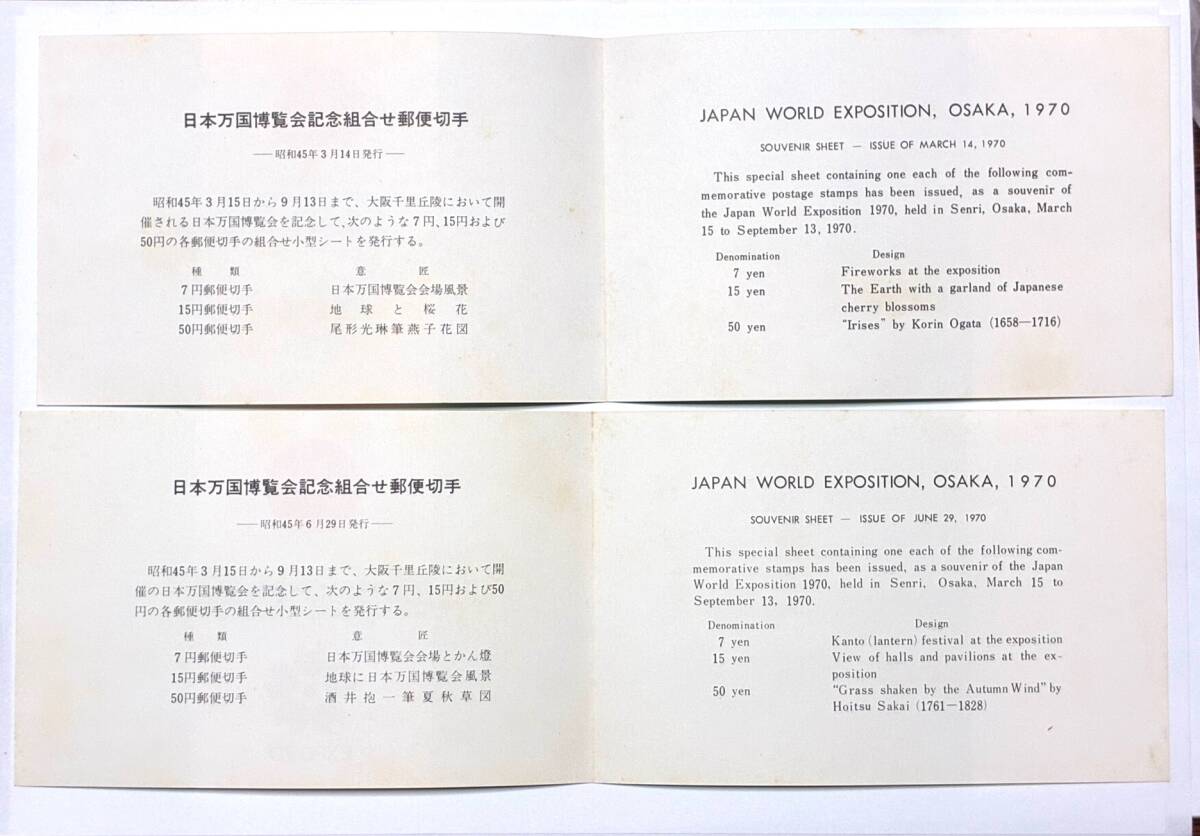 日本万国博覧会記念組合せ郵便切手
— 昭和45年3月14日発行 —
昭和45年3月15日から9月13日まで、大阪千里丘陵において開
催される日本万国博覧会を記念して、次のような7円、15円および
50円の各郵便切手の組合せ小型シートを発行する。
種 類 意 匠
7円郵便切手 日本万国博覧会会場風景
15円郵便切手 地球と桜花
50円郵便切手 尾形光琳筆燕子花図
JAPAN WORLD EXPOSITION, OSAKA, 1970
SOUVENIR SHEET — ISSUE OF MARCH 14, 1970
This special sheet containing one each of the following com-
memorative postage stamps has been issued, as a souvenir of
the Japan World Exposition 1970, held in Senri, Osaka, March
15 to September 13, 1970.
Denomination Design
7 yen Fireworks at the exposition
15 yen The Earth with a garland of Japanese
cherry blossoms
50 yen "Irises" by Korin Ogata (1658—1716)
日本万国博覧会記念組合せ郵便切手
— 昭和45年6月29日発行 —
昭和45年3月15日から9月13日まで、大阪千里丘陵において開
催の日本万国博覧会を記念して、次のような7円、15円および50
円の各郵便切手の組合せ小型シートを発行する。
種 類 意 匠
7円郵便切手 日本万国博覧会会場とかん燈
15円郵便切手 地球に日本万国博覧会風景
50円郵便切手 酒井抱一筆夏秋草図
JAPAN WORLD EXPOSITION, OSAKA, 1970
SOUVENIR SHEET — ISSUE OF JUNE 29, 1970
This special sheet containing one each of the following com-
memorative stamps has been issued, as a souvenir of the Japan
World Exposition 1970, held in Senri, Osaka, March 15 to
September 13, 1970.
Denomination Design
7 yen Kanto (lantern) festival at the exposition
15 yen View of halls and pavilions at the ex-
position
50 yen "Grass shaken by the Autumn Wind" by
Hoitsu Sakai (1761—1828)